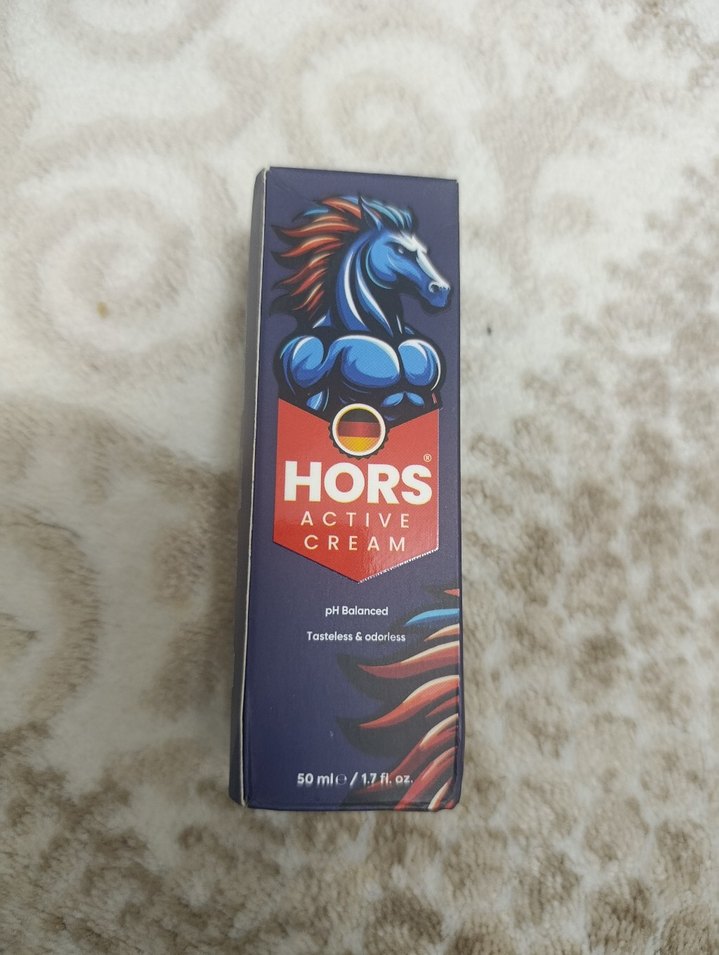 HORS®
ACTIVE
CREAM
pH Balanced
Tasteless & odorless
50 ml ℮ / 1.7 fl. oz.